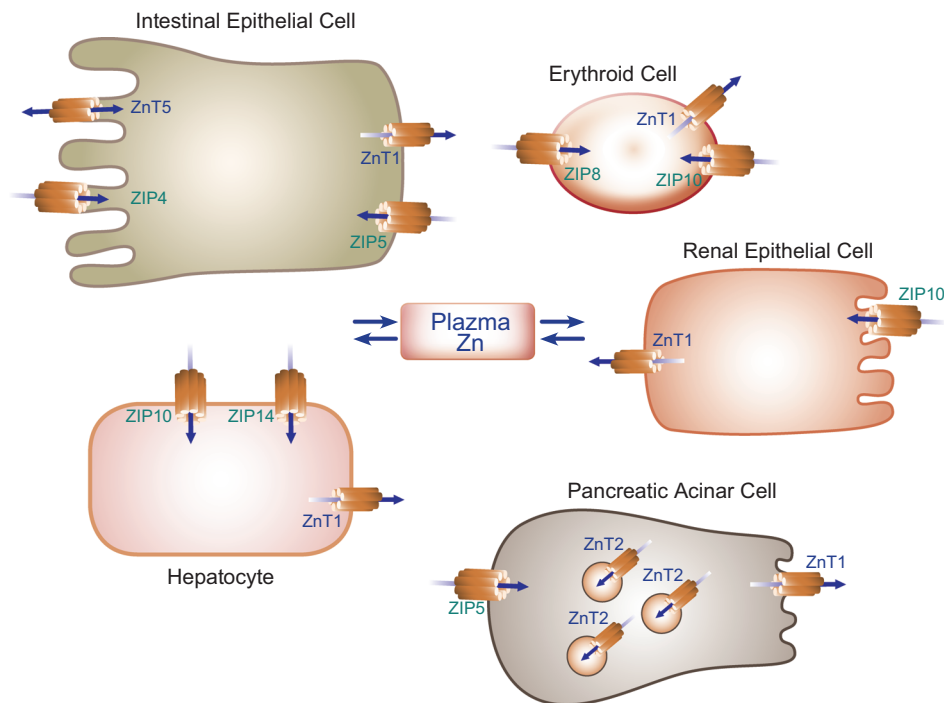 Intestinal Epithelial Cell
ZnT5
ZIP4
ZnT1
ZIP5
Erythroid Cell
ZnT1
ZIP8
ZIP10
Renal Epithelial Cell
ZIP10
ZnT1
Plazma
Zn
ZIP10
ZIP14
ZnT1
Hepatocyte
Pancreatic Acinar Cell
ZnT2
ZnT2
ZnT2
ZnT1
ZIP5